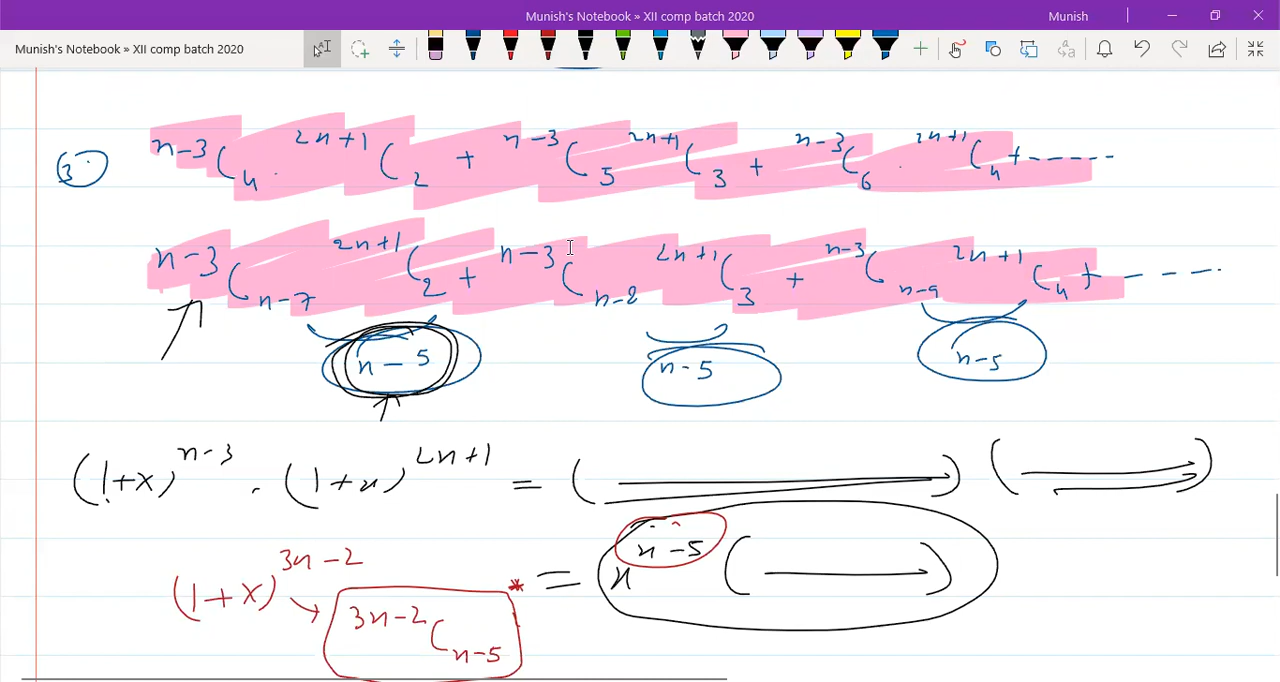 Munish's Notebook » XII comp batch 2020
Munish
Munish's Notebook » XII comp batch 2020
③ ⁿ⁻³C₄ ²ⁿ⁺¹C₂ + ⁿ⁻³C₅ ²ⁿ⁺¹C₃ + ⁿ⁻³C₆ ²ⁿ⁺¹C₄ + -----
ⁿ⁻³Cₙ₋₇ ²ⁿ⁺¹C₂ + ⁿ⁻³Cₙ₋₈ ²ⁿ⁺¹C₃ + ⁿ⁻³Cₙ₋₉ ²ⁿ⁺¹C₄ + ----
n-5 n-5 n-5
(1+x)ⁿ⁻³ . (1+x)²ⁿ⁺¹ = ( ) ( )
(1+x)³ⁿ⁻² = xⁿ⁻⁵ ( )
→ ³ⁿ⁻²Cₙ₋₅ *